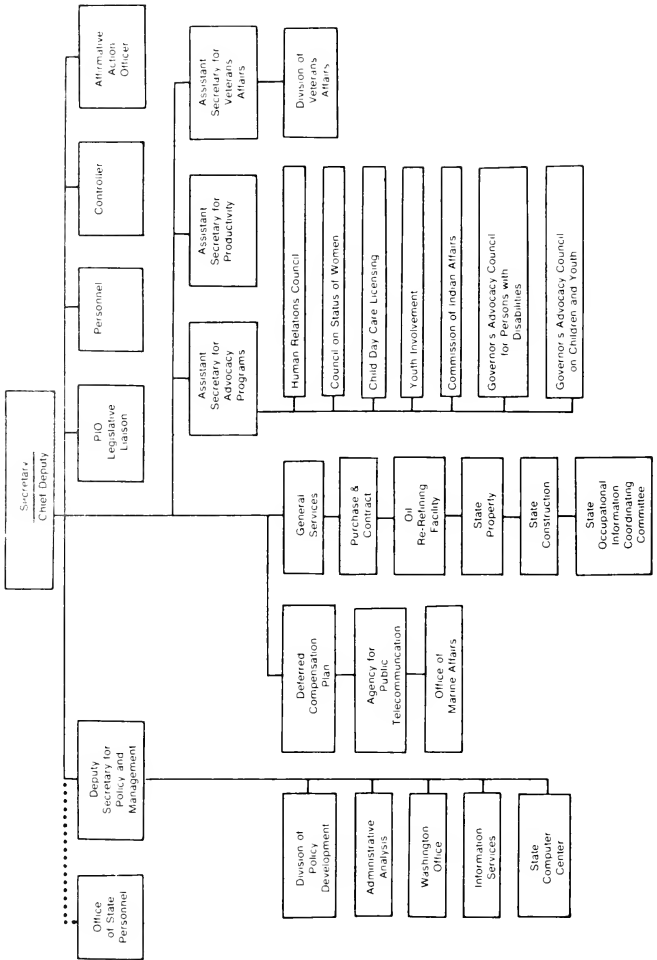 Secretary
Chief Deputy
Office
of State
Personnel
Deputy
Secretary for
Policy and
Management
PIO
Legislative
Liaison
Personnel
Controller
Affirmative
Action
Officer
Assistant
Secretary for
Advocacy
Programs
Assistant
Secretary for
Productivity
Assistant
Secretary for
Veterans
Affairs
Division of
Policy
Development
Administrative
Analysis
Washington
Office
Information
Services
State
Computer
Center
Deferred
Compensation
Plan
Agency for
Public
Telecommuncation
Office of
Marine Affairs
General
Services
Purchase &
Contract
Oil
Re-Refining
Facility
State
Property
State
Construction
State
Occupational
Information
Coordinating
Committee
Human Relations Council
Council on Status of Women
Child Day Care Licensing
Youth Involvement
Commission of Indian Affairs
Governor's Advocacy Council
for Persons with
Disabilities
Governor's Advocacy Council
on Children and Youth
Division of
Veterans
Affairs